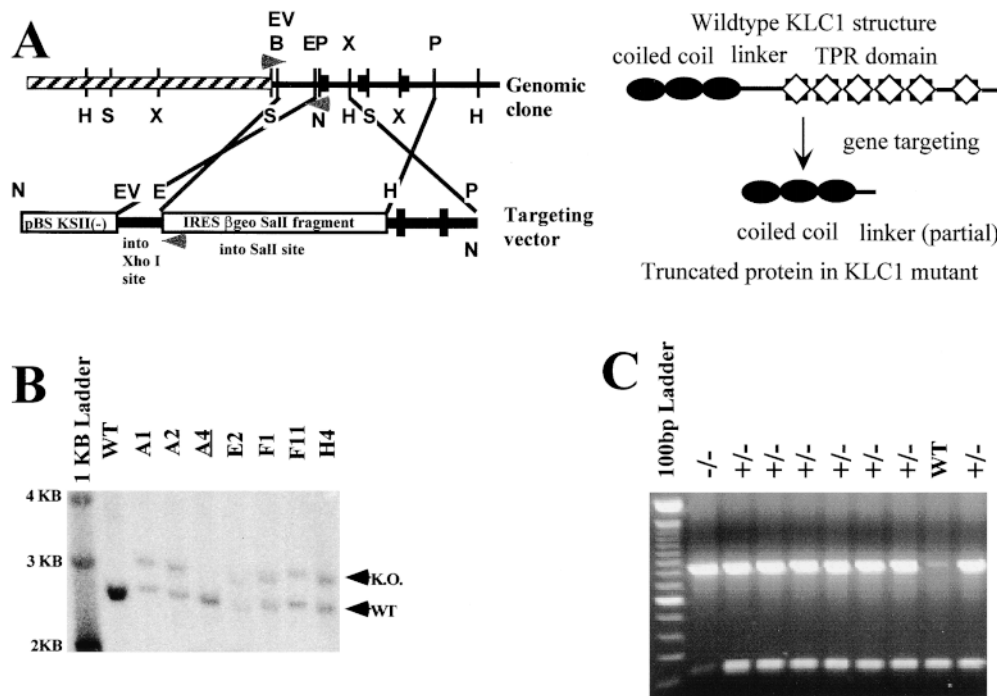 A
EV
B EP X P
Genomic clone
H S X S N H S X H
N EV E H P
pBS KSII(-) IRES βgeo SalI fragment
Targeting vector
into Xho I site
into SalI site
N
Wildtype KLC1 structure
coiled coil linker TPR domain
gene targeting
coiled coil linker (partial)
Truncated protein in KLC1 mutant
B
1 KB Ladder WT A1 A2 A4 E2 F1 F11 H4
4 KB
3 KB
2KB
K.O.
WT
C
100bp Ladder -/- +/- +/- +/- +/- +/- +/- WT +/-